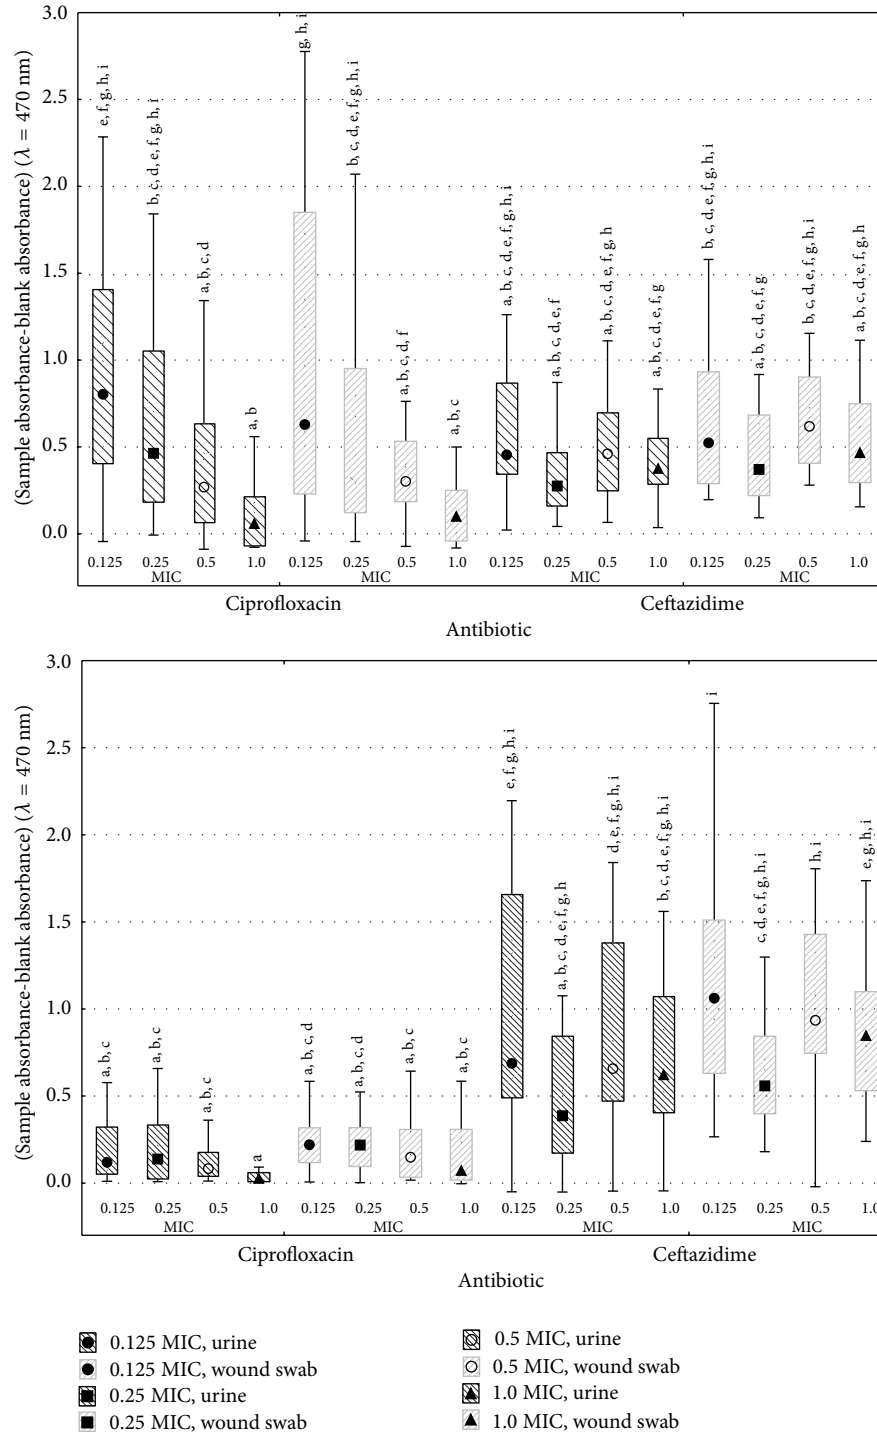 (Sample absorbance-blank absorbance) (λ = 470 nm)
3.0
2.5
2.0
1.5
1.0
0.5
0.0
e, f, g, h, i
b, c, d, e, f, g, h, i
a, b, c, d
a, b
g, h, i
b, c, d, e, f, g, h, i
a, b, c, d, f
a, b, c
a, b, c, d, e, f, g, h, i
a, b, c, d, e, f
a, b, c, d, e, f, g, h
a, b, c, d, e, f, g
b, c, d, e, f, g, h, i
a, b, c, d, e, f, g
b, c, d, e, f, g, h, i
a, b, c, d, e, f, g, h
0.125 0.25 0.5 1.0 0.125 0.25 0.5 1.0 0.125 0.25 0.5 1.0 0.125 0.25 0.5 1.0
MIC MIC MIC MIC
Ciprofloxacin Ceftazidime
Antibiotic
(Sample absorbance-blank absorbance) (λ = 470 nm)
3.0
2.5
2.0
1.5
1.0
0.5
0.0
a, b, c
a, b, c
a, b, c
a
a, b, c, d
a, b, c, d
a, b, c
a, b, c
e, f, g, h, i
a, b, c, d, e, f, g, h
d, e, f, g, h, i
b, c, d, e, f, g, h, i
i
c, d, e, f, g, h, i
h, i
e, g, h, i
0.125 0.25 0.5 1.0 0.125 0.25 0.5 1.0 0.125 0.25 0.5 1.0 0.125 0.25 0.5 1.0
MIC MIC MIC MIC
Ciprofloxacin Ceftazidime
Antibiotic
0.125 MIC, urine
0.125 MIC, wound swab
0.25 MIC, urine
0.25 MIC, wound swab
0.5 MIC, urine
0.5 MIC, wound swab
1.0 MIC, urine
1.0 MIC, wound swab